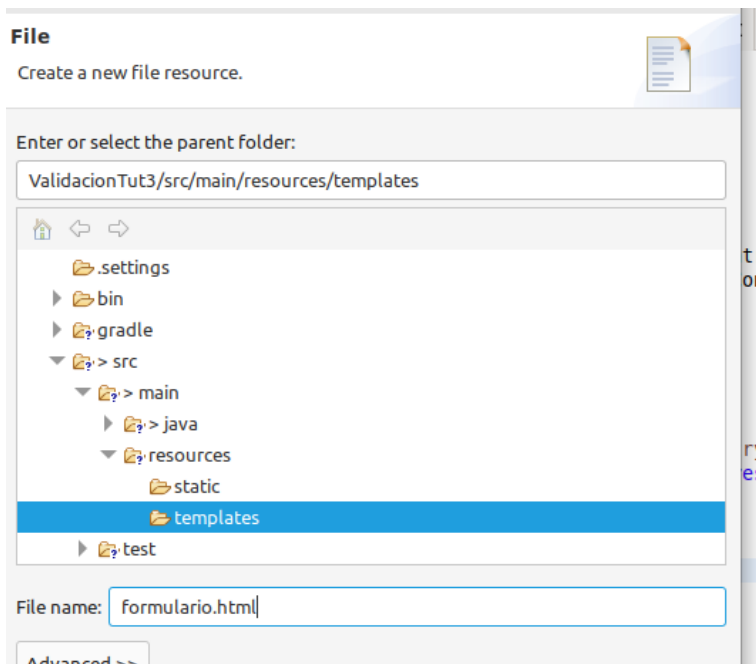 File
Create a new file resource.
Enter or select the parent folder:
ValidacionTut3/src/main/resources/templates
.settings
bin
gradle
> src
> main
> java
resources
static
templates
test
File name: formulario.html
Advanced >>